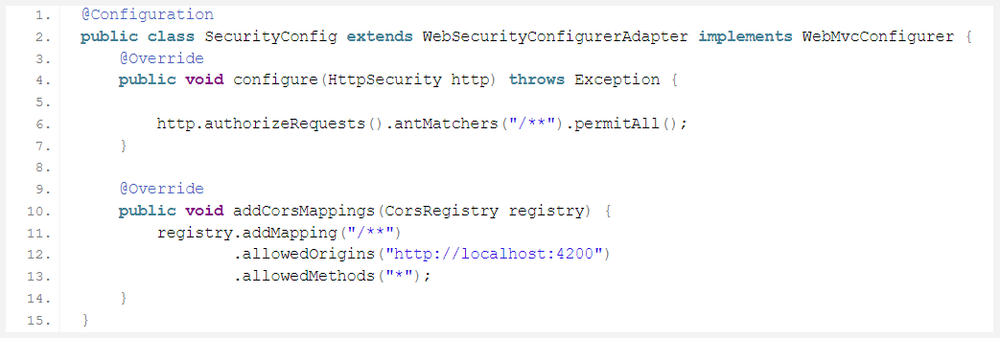 1. @Configuration
2. public class SecurityConfig extends WebSecurityConfigurerAdapter implements WebMvcConfigurer {
3.     @Override
4.     public void configure(HttpSecurity http) throws Exception {
5.
6.         http.authorizeRequests().antMatchers("/**").permitAll();
7.     }
8.
9.     @Override
10.     public void addCorsMappings(CorsRegistry registry) {
11.         registry.addMapping("/**")
12.                 .allowedOrigins("http://localhost:4200")
13.                 .allowedMethods("*");
14.     }
15. }